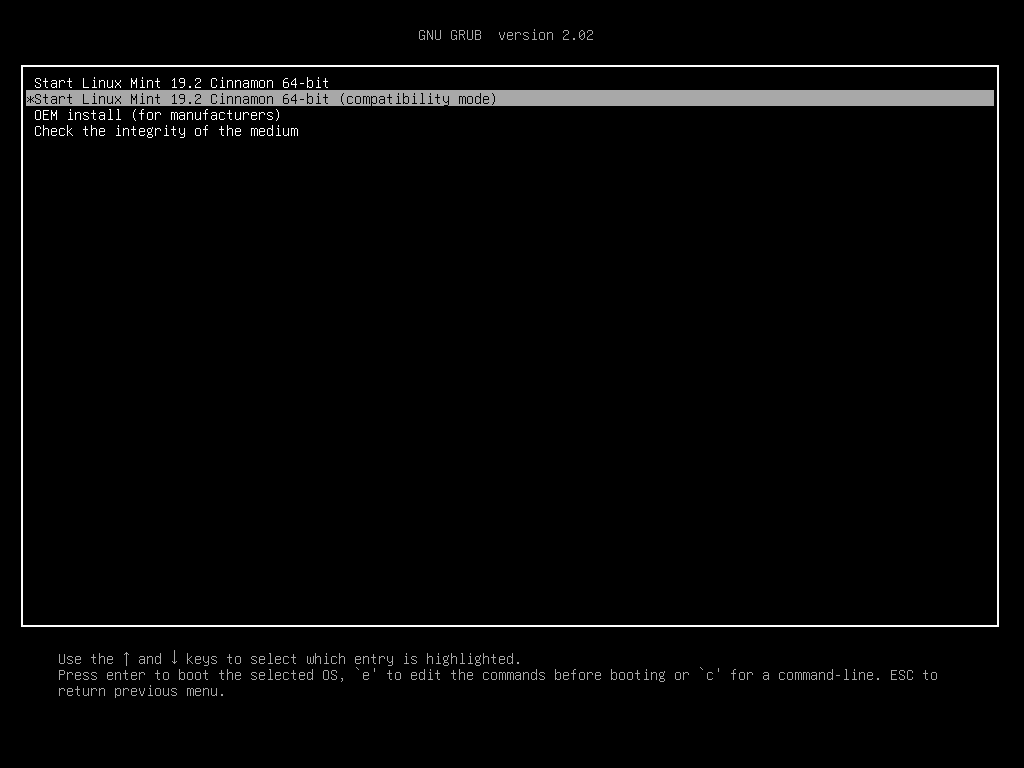 GNU GRUB  version 2.02
Start Linux Mint 19.2 Cinnamon 64-bit
*Start Linux Mint 19.2 Cinnamon 64-bit (compatibility mode)
OEM install (for manufacturers)
Check the integrity of the medium
Use the ↑ and ↓ keys to select which entry is highlighted.
Press enter to boot the selected OS, `e' to edit the commands before booting or `c' for a command-line. ESC to
return previous menu.